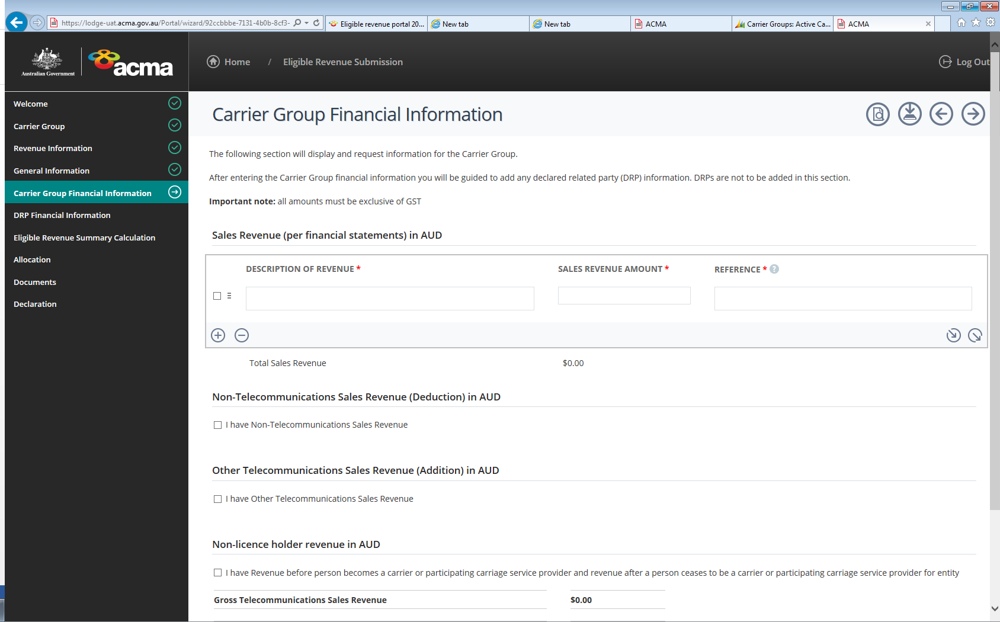 https://lodge-uat.acma.gov.au/Portal/wizard/92ccbbbe-7131-4b0b-8cf3-
Eligible revenue portal 20...
New tab
New tab
ACMA
Carrier Groups: Active Ca...
ACMA
Australian Government
acma
Home / Eligible Revenue Submission
Log Out
Welcome
Carrier Group
Revenue Information
General Information
Carrier Group Financial Information
DRP Financial Information
Eligible Revenue Summary Calculation
Allocation
Documents
Declaration
Carrier Group Financial Information
The following section will display and request information for the Carrier Group.
After entering the Carrier Group financial information you will be guided to add any declared related party (DRP) information. DRPs are not to be added in this section.
Important note: all amounts must be exclusive of GST
Sales Revenue (per financial statements) in AUD
DESCRIPTION OF REVENUE * SALES REVENUE AMOUNT * REFERENCE * ?
Total Sales Revenue $0.00
Non-Telecommunications Sales Revenue (Deduction) in AUD
I have Non-Telecommunications Sales Revenue
Other Telecommunications Sales Revenue (Addition) in AUD
I have Other Telecommunications Sales Revenue
Non-licence holder revenue in AUD
I have Revenue before person becomes a carrier or participating carriage service provider and revenue after a person ceases to be a carrier or participating carriage service provider for entity
Gross Telecommunications Sales Revenue $0.00